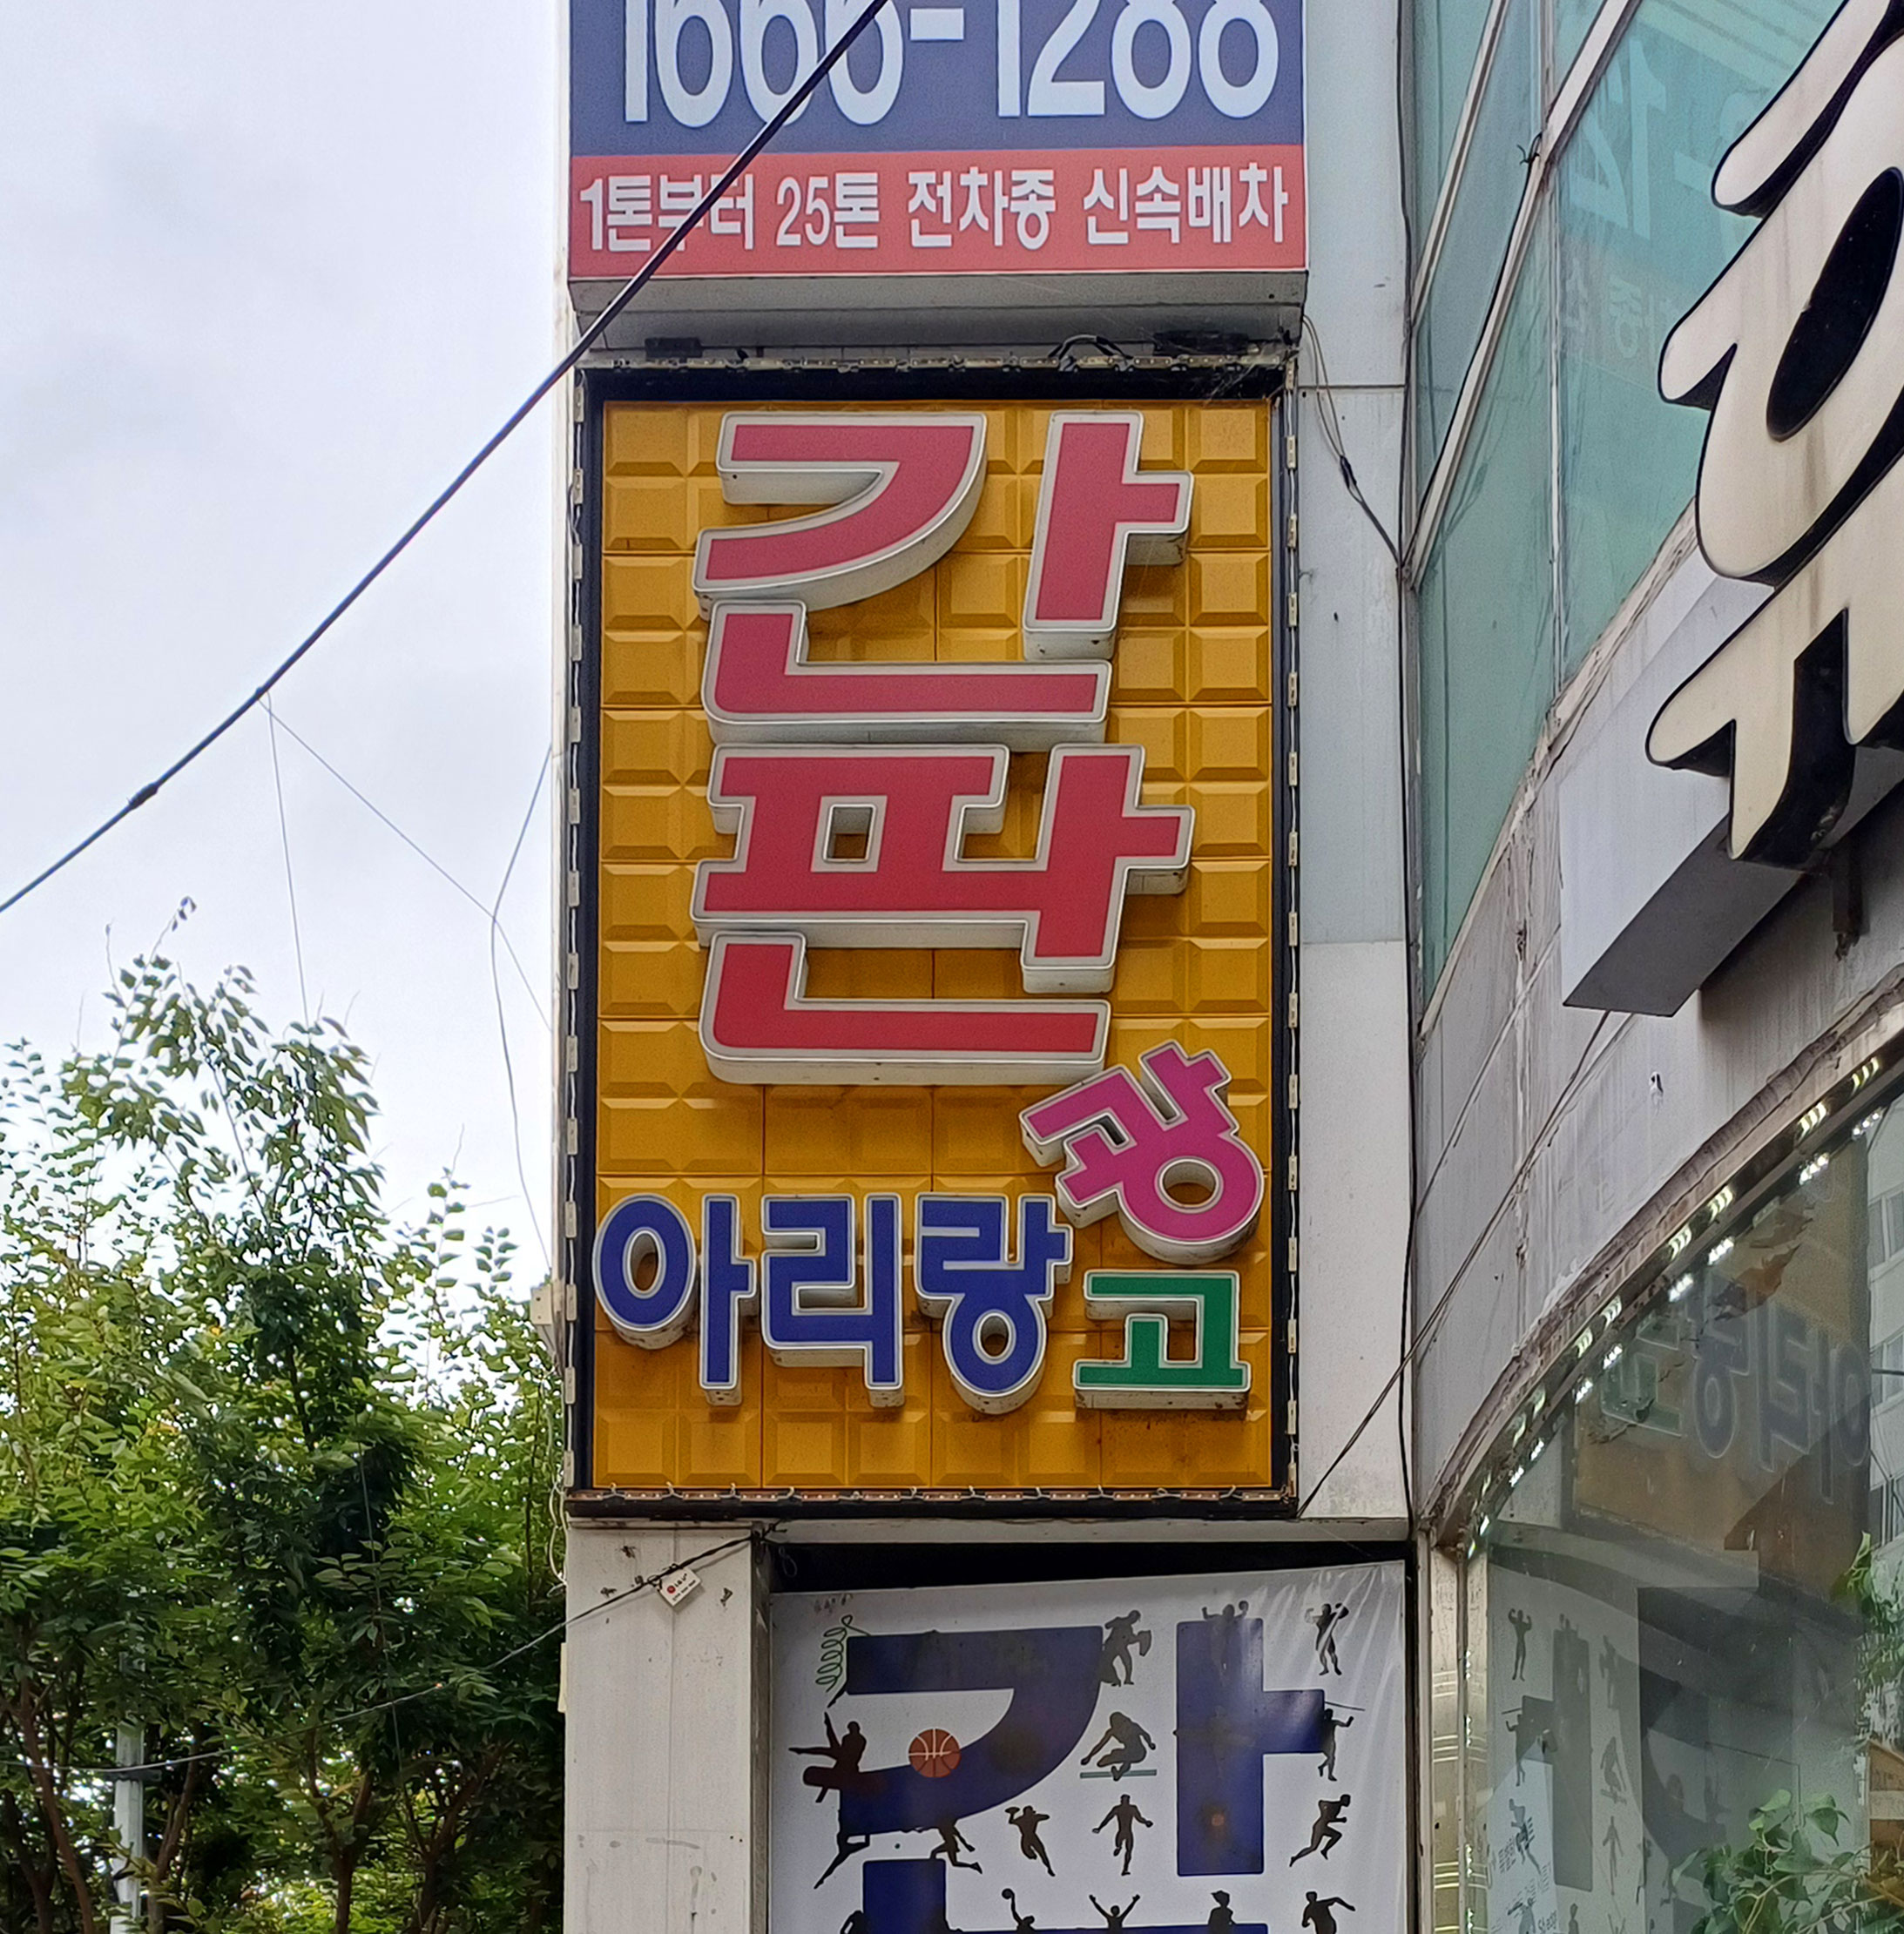 1666-1288
1톤부터 25톤 전차종 신속배차
간판
아리랑
광고
간